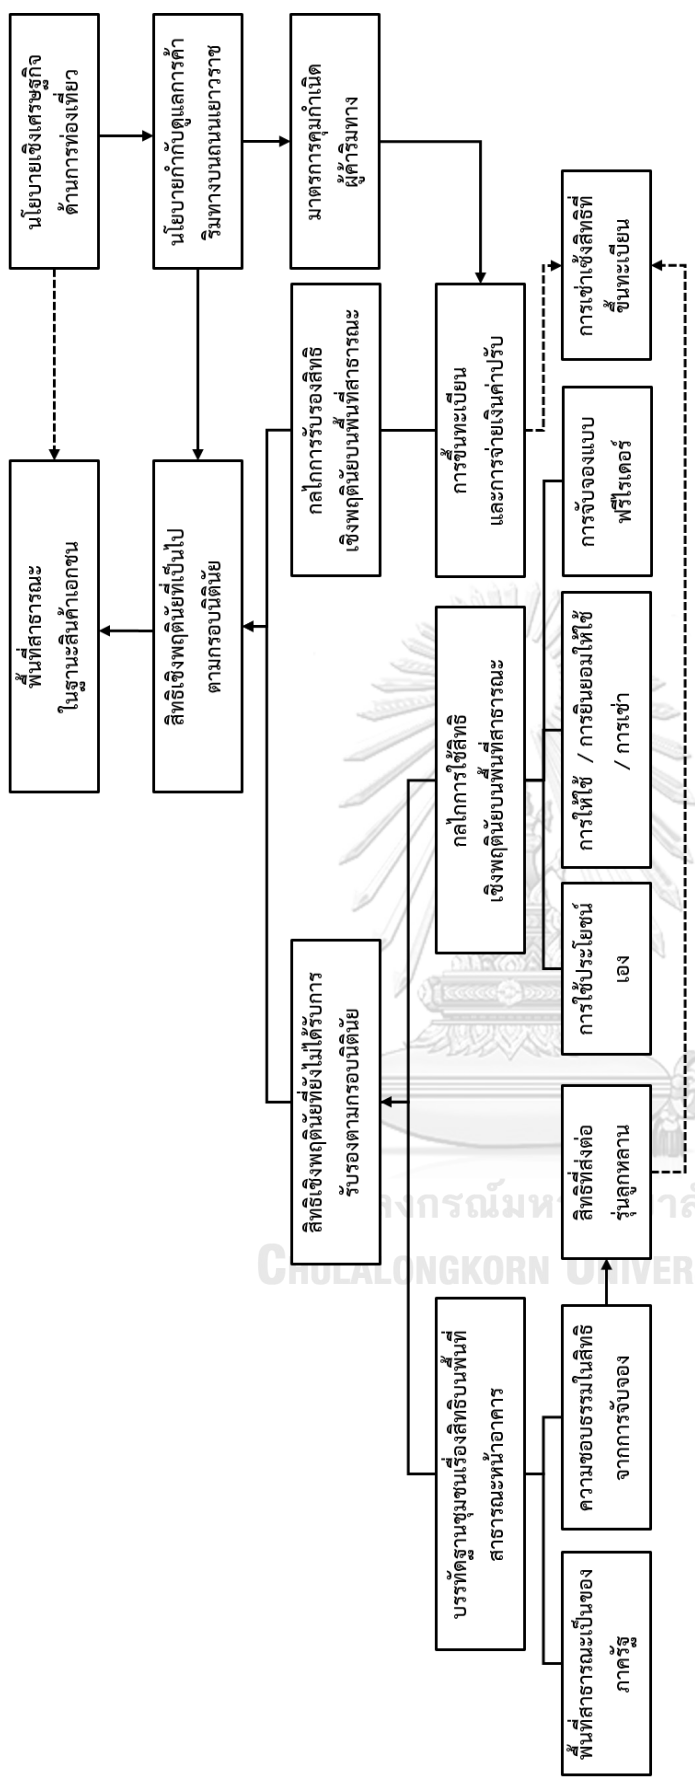 พื้นที่สาธารณะ
ในฐานะสินค้าเอกชน
นโยบายเชิงเศรษฐกิจ
ด้านการท่องเที่ยว
สิทธิเชิงพฤตินัยที่เป็นไป
ตามกรอบนิตินัย
นโยบายกำกับดูแลการค้า
ริมทางบนถนนเยาวราช
สิทธิเชิงพฤตินัยที่ยังไม่ได้รับการ
รับรองตามกรอบนิตินัย
กลไกการรับรองสิทธิ
เชิงพฤตินัยบนพื้นที่สาธารณะ
มาตรการคุมกำเนิด
ผู้ค้าริมทาง
บรรทัดฐานชุมชนเรื่องสิทธิบนพื้นที่
สาธารณะหน้าอาคาร
กลไกการใช้สิทธิ
เชิงพฤตินัยบนพื้นที่สาธารณะ
การขึ้นทะเบียน
และการจ่ายเงินค่าปรับ
พื้นที่สาธารณะเป็นของ
ภาครัฐ
ความชอบธรรมในสิทธิ
จากการจับจอง
สิทธิที่ส่งต่อ
รุ่นลูกหลาน
การใช้ประโยชน์
เอง
การให้ใช้ / การยินยอมให้ใช้
/ การเช่า
การจับจองแบบ
ฟรีไรเดอร์
การเช่าเซ้งสิทธิที่
ขึ้นทะเบียน
ลงกรณ์มห
าลั
CHULALONGKORN UNIVER